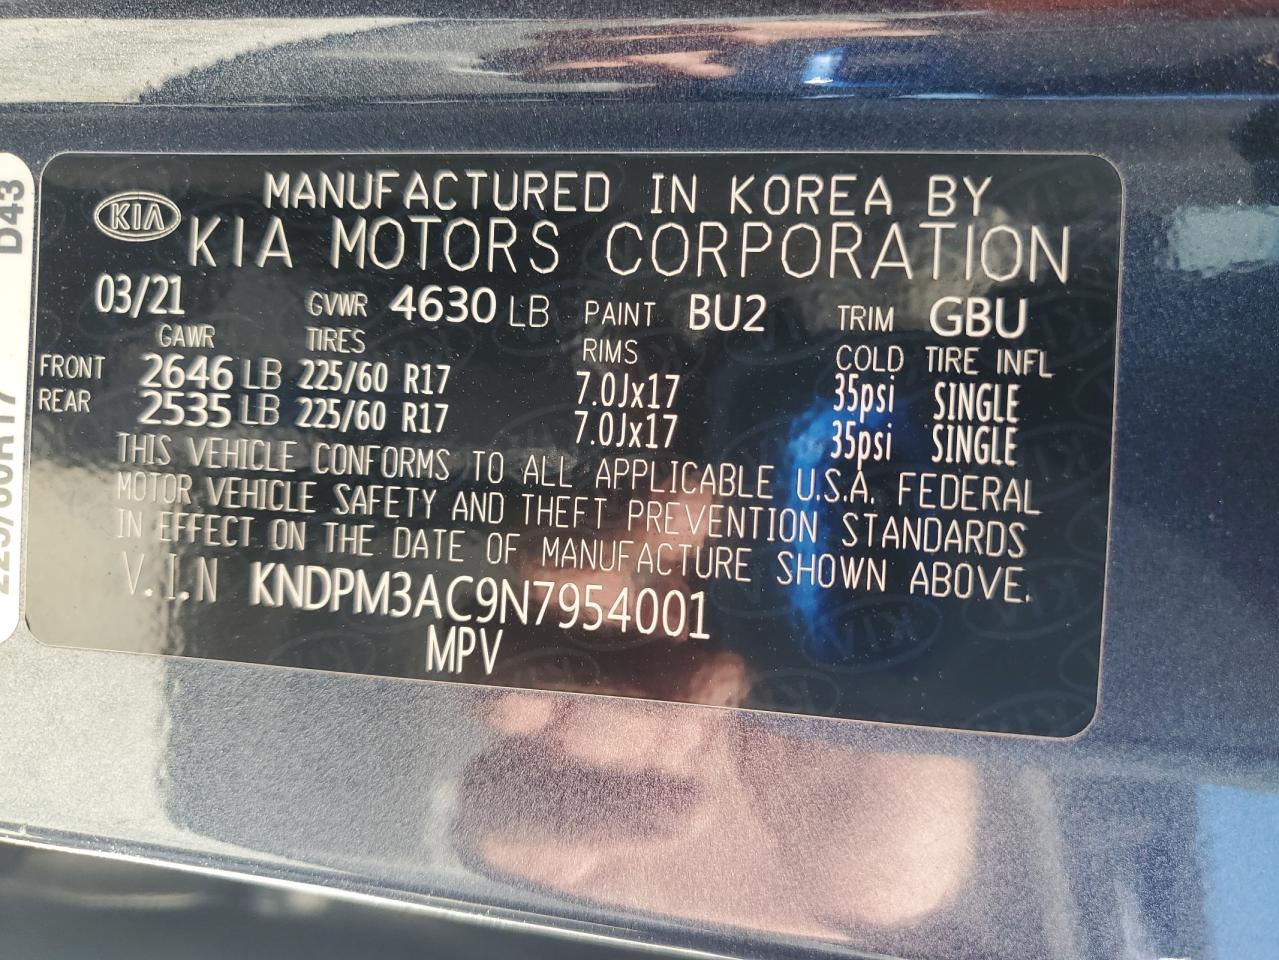 MANUFACTURED IN KOREA BY
KIA KIA MOTORS CORPORATION
03/21 GVWR 4630 LB PAINT BU2 TRIM GBU
GAWR TIRES RIMS COLD TIRE INFL
FRONT 2646 LB 225/60 R17 7.0Jx17 35psi SINGLE
REAR 2535 LB 225/60 R17 7.0Jx17 35psi SINGLE
THIS VEHICLE CONFORMS TO ALL APPLICABLE U.S.A. FEDERAL
MOTOR VEHICLE SAFETY AND THEFT PREVENTION STANDARDS
IN EFFECT ON THE DATE OF MANUFACTURE SHOWN ABOVE.
V.I.N KNDPM3AC9N7954001
MPV
D43